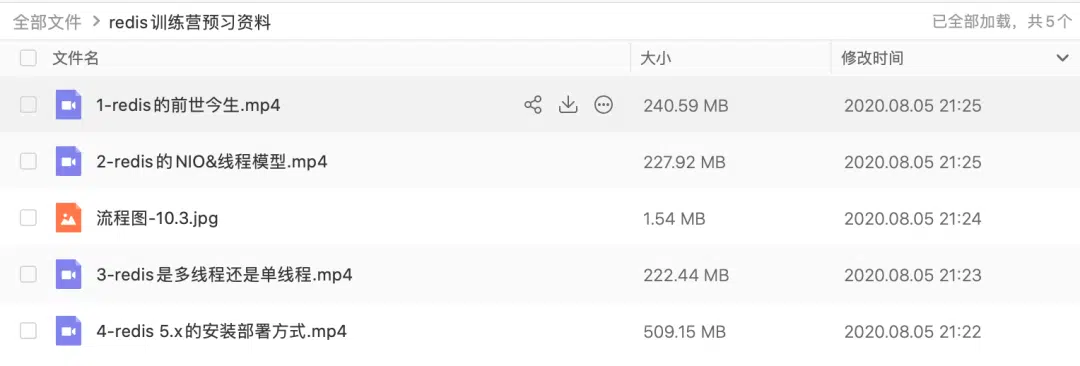 全部文件 > redis训练营预习资料 已全部加载，共5个
文件名 大小 修改时间
1-redis的前世今生.mp4 240.59 MB 2020.08.05 21:25
2-redis的NIO&线程模型.mp4 227.92 MB 2020.08.05 21:25
流程图-10.3.jpg 1.54 MB 2020.08.05 21:24
3-redis是多线程还是单线程.mp4 222.44 MB 2020.08.05 21:23
4-redis 5.x的安装部署方式.mp4 509.15 MB 2020.08.05 21:22